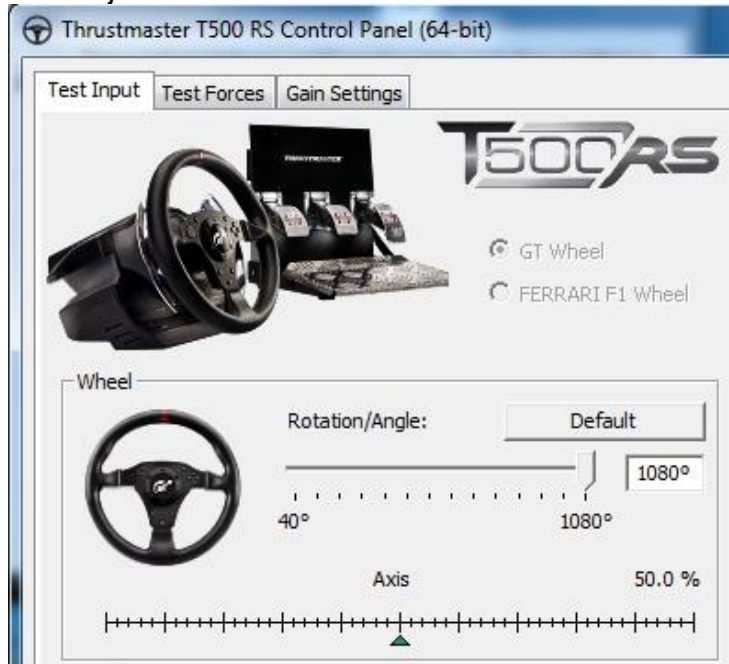 Thrustmaster T500 RS Control Panel (64-bit)
Test Input Test Forces Gain Settings
THRUSTMASTER
T500RS
GT Wheel
FERRARI F1 Wheel
Wheel
Rotation/Angle: Default
1080°
40° 1080°
Axis 50.0 %